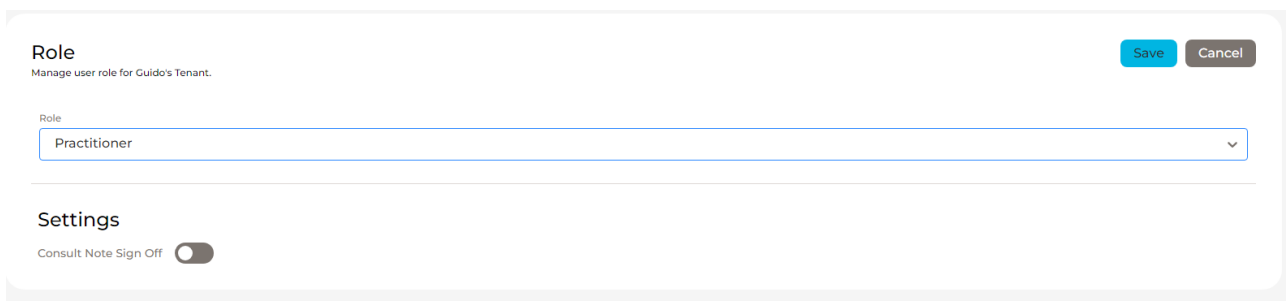 Role
Manage user role for Guido's Tenant.
Save
Cancel
Role
Practitioner
Settings
Consult Note Sign Off